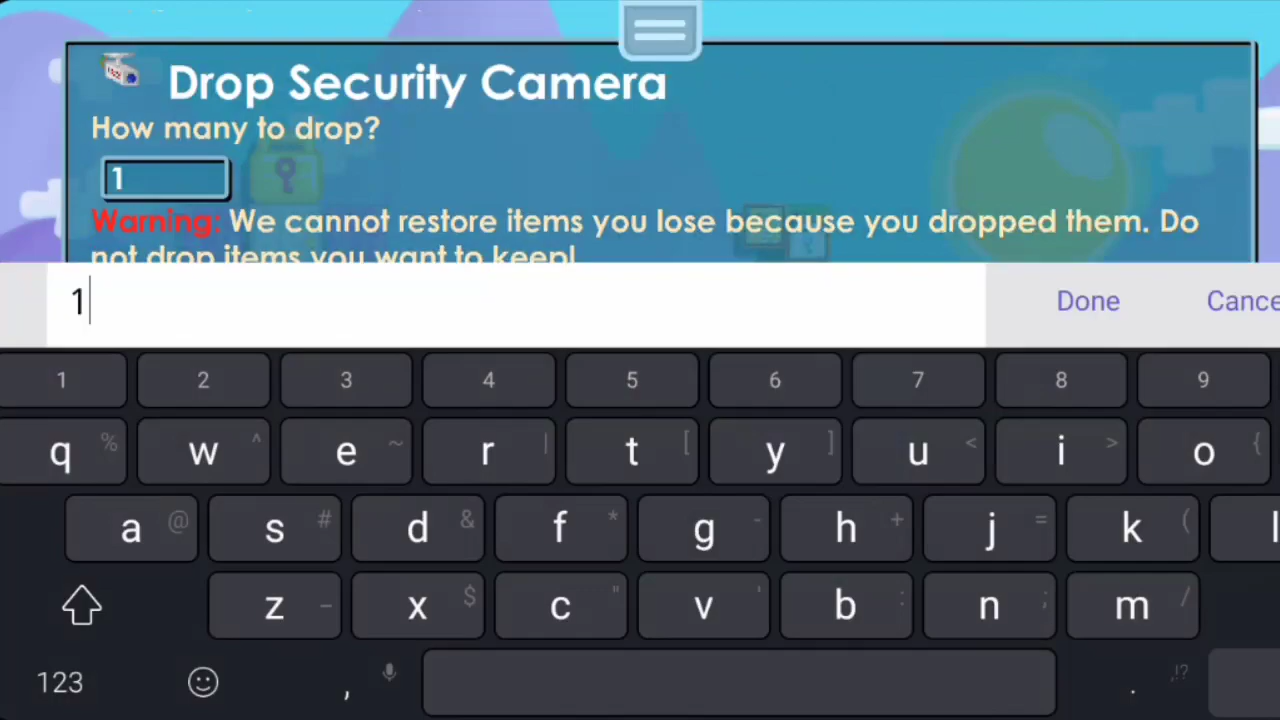 Drop Security Camera
How many to drop?
1
Warning: We cannot restore items you lose because you dropped them. Do
not drop items you want to keep!
1
Done Cance
1 2 3 4 5 6 7 8 9
q % w ^ e ~ r | t [ y ] u < i > o {
a @ s # d & f * g - h + j = k ( l
z _ x $ c " v ' b : n ; m /
123 , . ,!?